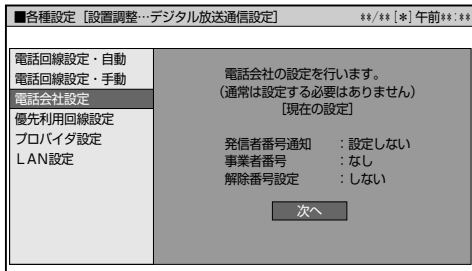 ■各種設定［設置調整…デジタル放送通信設定］ **/**[*]午前**:**
電話回線設定・自動
電話回線設定・手動
電話会社設定
優先利用回線設定
プロバイダ設定
ＬＡＮ設定
電話会社の設定を行います。
（通常は設定する必要はありません）
［現在の設定］
発信者番号通知　：設定しない
事業者番号　　　：なし
解除番号設定　　：しない
次へ